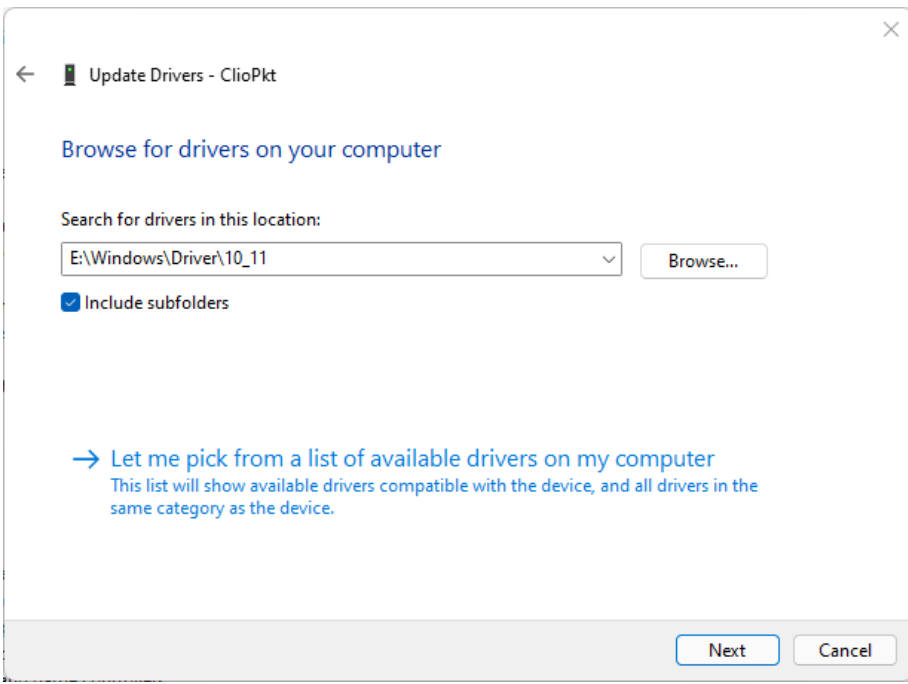 Update Drivers - ClioPkt
Browse for drivers on your computer
Search for drivers in this location:
E:\Windows\Driver\10_11
Browse...
Include subfolders
Let me pick from a list of available drivers on my computer
This list will show available drivers compatible with the device, and all drivers in the
same category as the device.
Next
Cancel